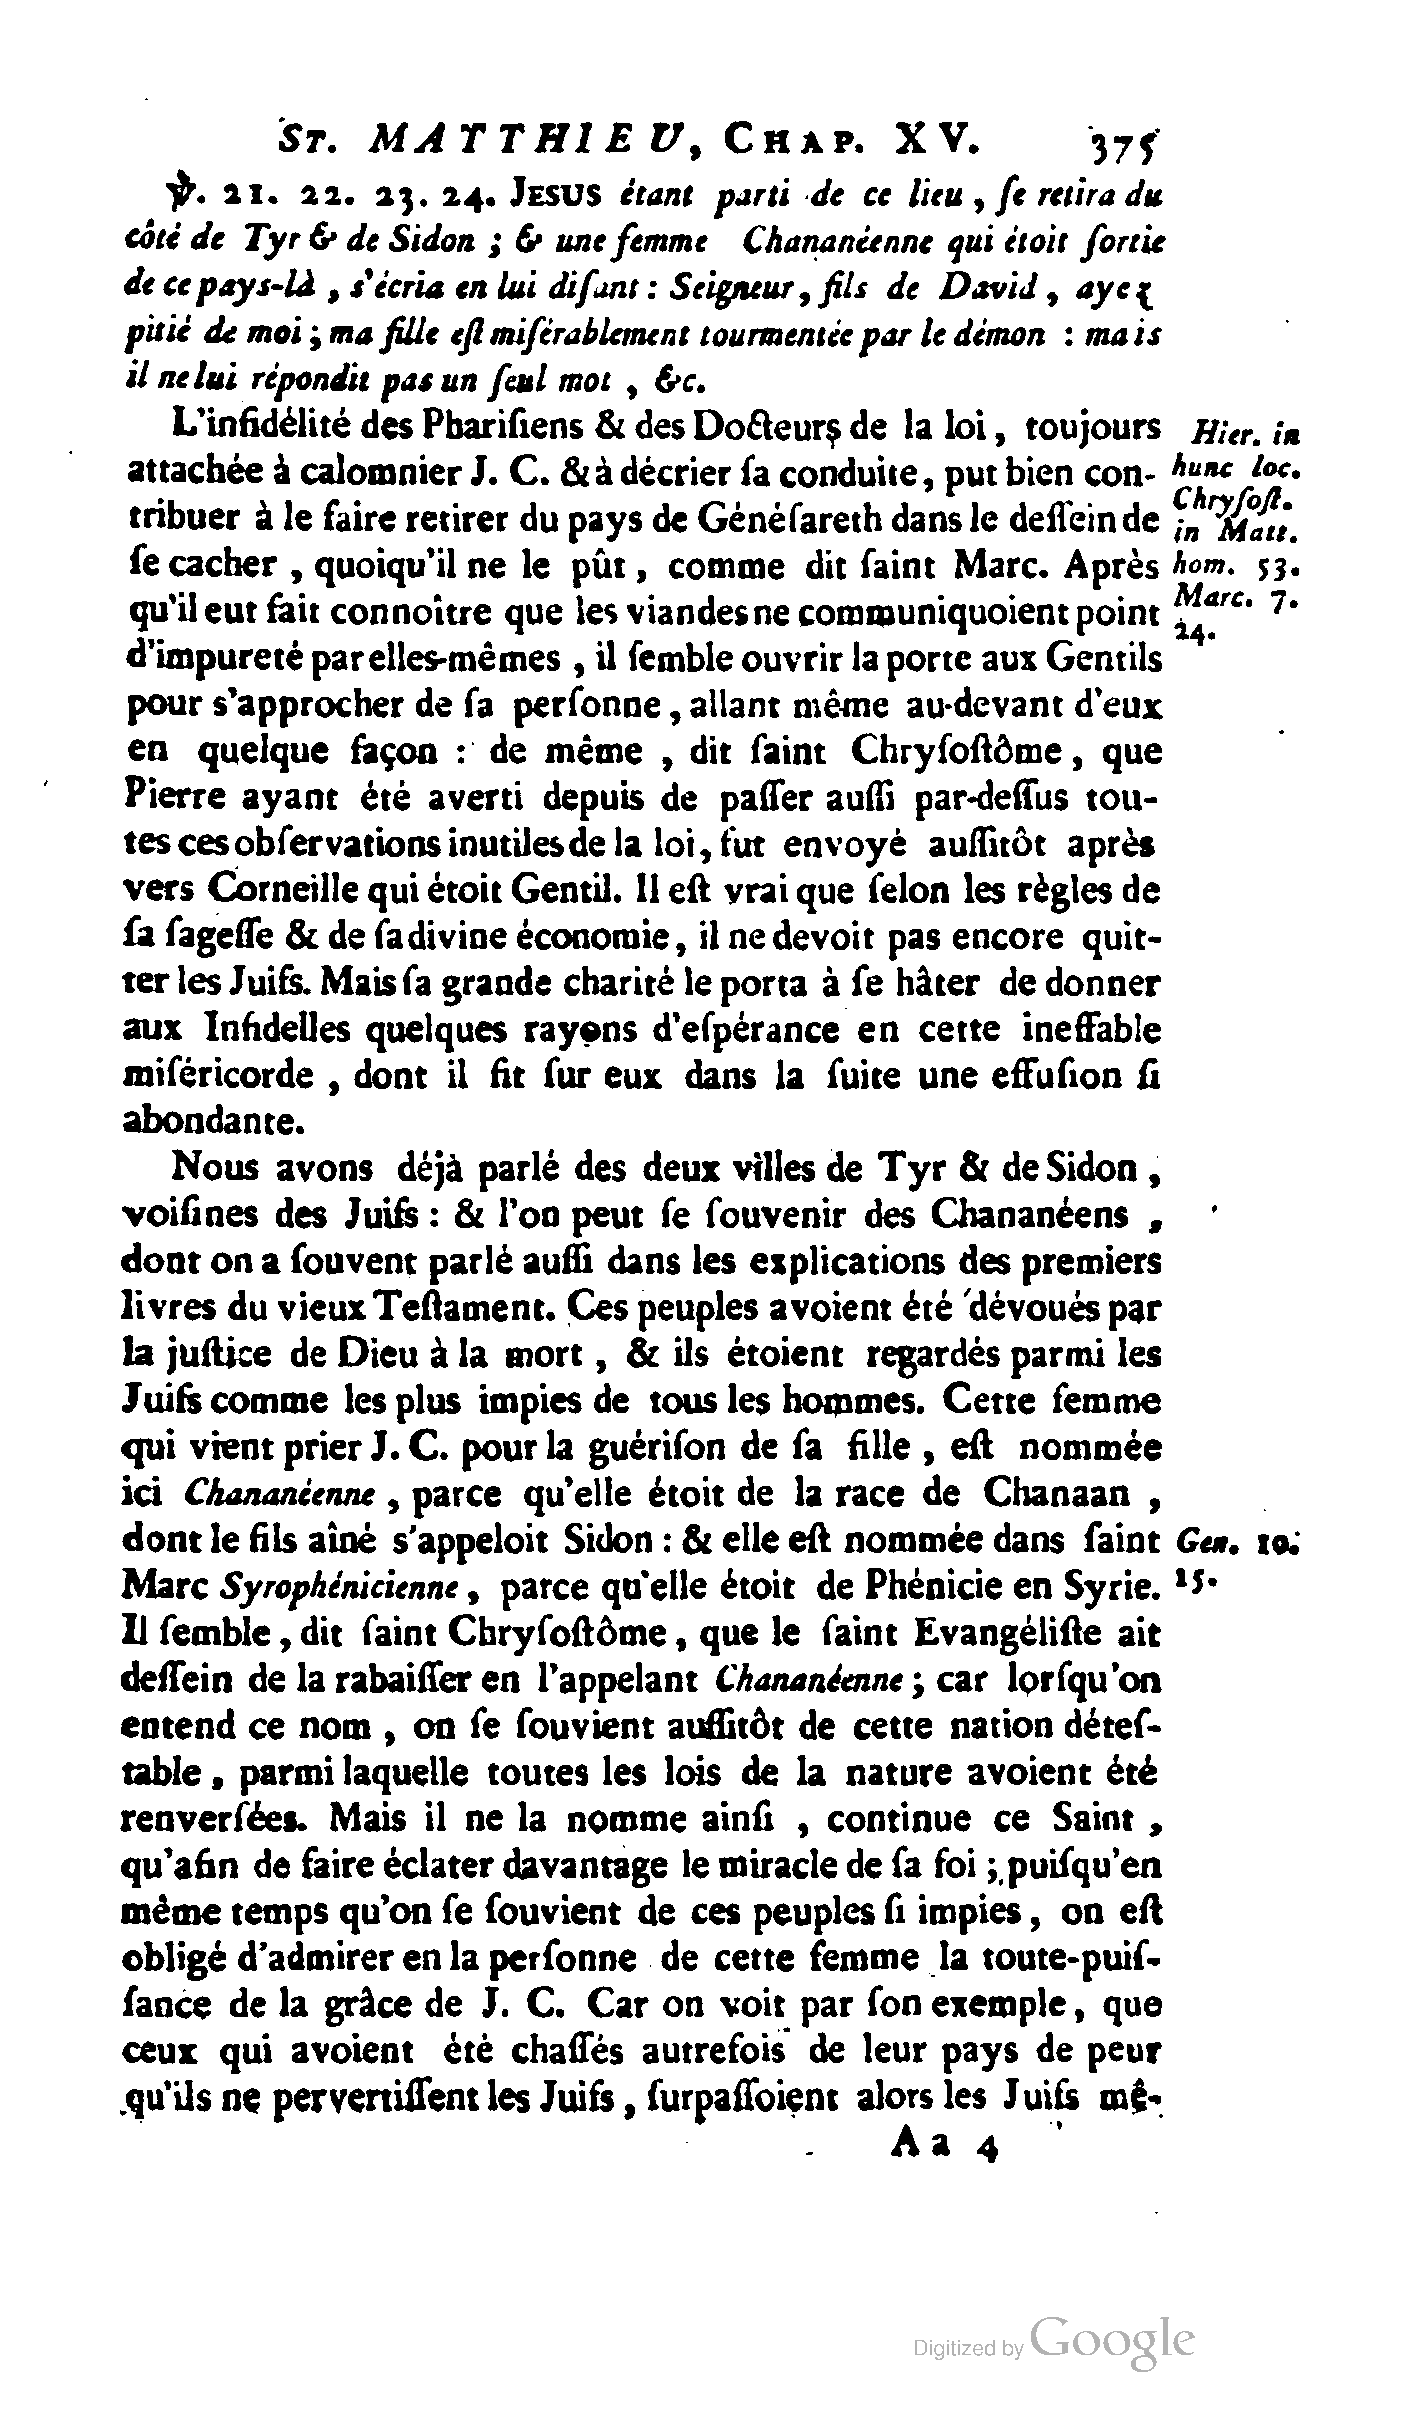 ST. MATTHIEU, CHAP. XV. 375
℣. 21. 22. 23. 24. JESUS étant parti de ce lieu, ſe retira du
côté de Tyr & de Sidon ; & une femme Chananéenne qui étoit ſortie
de ce pays-là, s'écria en lui diſant : Seigneur, fils de David, ayez
pitié de moi ; ma fille eſt miſérablement tourmentée par le démon : mais
il ne lui répondit pas un ſeul mot, &c.
L'infidélité des Phariſiens & des Docteurs de la loi, toujours
attachée à calomnier J. C. & à décrier ſa conduite, put bien con-
tribuer à le faire retirer du pays de Généſareth dans le deſſein de
ſe cacher, quoiqu'il ne le pût, comme dit ſaint Marc. Après
qu'il eut fait connoître que les viandes ne communiquoient point
d'impureté par elles-mêmes, il ſemble ouvrir la porte aux Gentils
pour s'approcher de ſa perſonne, allant même au-devant d'eux
en quelque façon : de même, dit ſaint Chryſoſtôme, que
Pierre ayant été averti depuis de paſſer auſſi par-deſſus tou-
tes ces obſervations inutiles de la loi, fut envoyé auſſitôt après
vers Corneille qui étoit Gentil. Il eſt vrai que ſelon les règles de
ſa ſageſſe & de ſa divine économie, il ne devoit pas encore quit-
ter les Juifs. Mais ſa grande charité le porta à ſe hâter de donner
aux Infidelles quelques rayons d'eſpérance en cette ineffable
miſéricorde, dont il fit ſur eux dans la ſuite une effuſion ſi
abondante.
Hier. in
hunc loc.
Chryſoſt.
in Matt.
hom. 53.
Marc. 7.
24.
Nous avons déjà parlé des deux villes de Tyr & de Sidon,
voiſines des Juifs : & l'on peut ſe ſouvenir des Chananéens,
dont on a ſouvent parlé auſſi dans les explications des premiers
livres du vieux Teſtament. Ces peuples avoient été dévoués par
la juſtice de Dieu à la mort, & ils étoient regardés parmi les
Juifs comme les plus impies de tous les hommes. Cette femme
qui vient prier J. C. pour la guériſon de ſa fille, eſt nommée
ici Chananéenne, parce qu'elle étoit de la race de Chanaan,
dont le fils aîné s'appeloit Sidon : & elle eſt nommée dans ſaint
Marc Syrophénicienne, parce qu'elle étoit de Phénicie en Syrie.
Il ſemble, dit ſaint Chryſoſtôme, que le ſaint Evangéliſte ait
deſſein de la rabaiſſer en l'appelant Chananéenne ; car lorſqu'on
entend ce nom, on ſe ſouvient auſſitôt de cette nation déteſ-
table, parmi laquelle toutes les lois de la nature avoient été
renverſées. Mais il ne la nomme ainſi, continue ce Saint,
qu'afin de faire éclater davantage le miracle de ſa foi ; puiſqu'en
même temps qu'on ſe ſouvient de ces peuples ſi impies, on eſt
obligé d'admirer en la perſonne de cette femme la toute-puiſ-
ſance de la grâce de J. C. Car on voit par ſon exemple, que
ceux qui avoient été chaſſés autrefois de leur pays de peur
qu'ils ne pervertiſſent les Juifs, ſurpaſſoient alors les Juifs mê-
Gen. 10.
15.
Aa 4
Digitized by Google